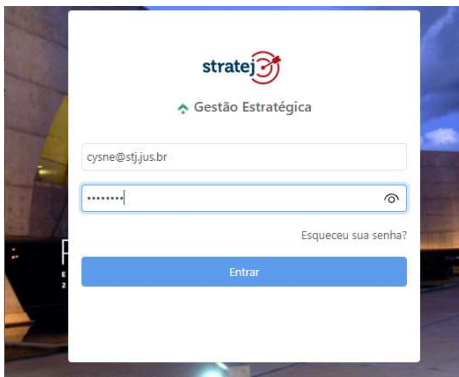 stratej
Gestão Estratégica
cysne@stj.jus.br
••••••••
Esqueceu sua senha?
Entrar